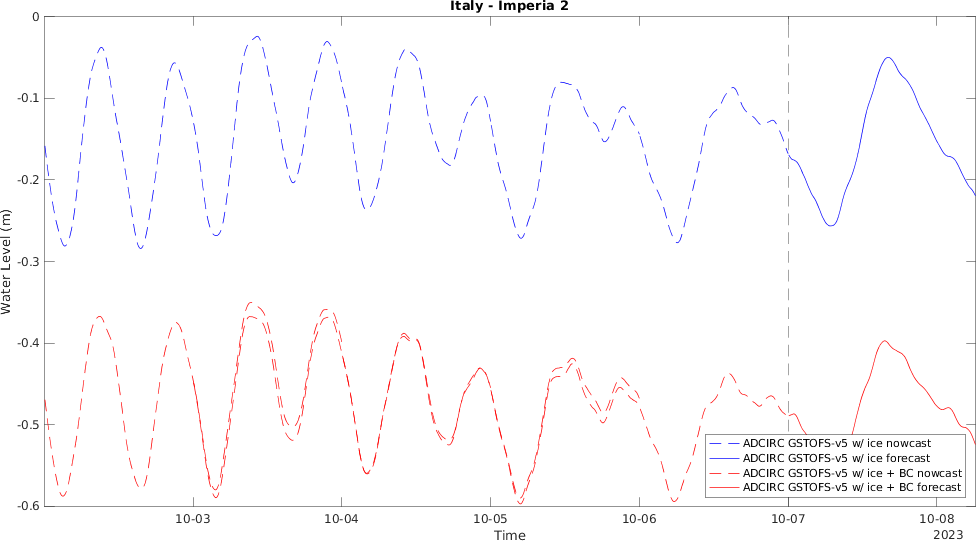 Italy - Imperia 2
0
-0.1
-0.2
-0.3
-0.4
-0.5
-0.6
Water Level (m)
ADCIRC GSTOFS-v5 w/ ice nowcast
ADCIRC GSTOFS-v5 w/ ice forecast
ADCIRC GSTOFS-v5 w/ ice + BC nowcast
ADCIRC GSTOFS-v5 w/ ice + BC forecast
10-03
10-04
10-05
10-06
10-07
10-08
Time
2023